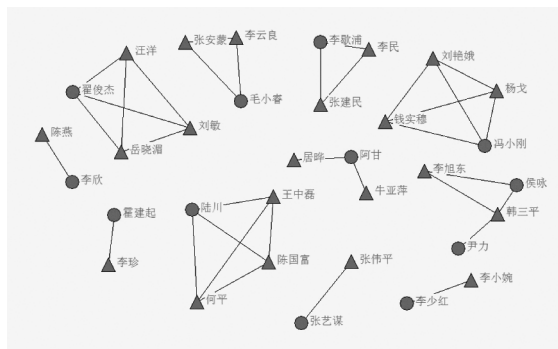 汪洋
张安蒙
李云良
李歇浦
李民
刘艳娥
翟俊杰
毛小睿
张建民
杨戈
钱实穆
陈燕
刘敏
岳晓湄
居晔
阿甘
冯小刚
李旭东
李欣
牛亚萍
侯咏
霍建起
陆川
王中磊
韩三平
尹力
李珍
陈国富
张伟平
何平
李小婉
张艺谋
李少红